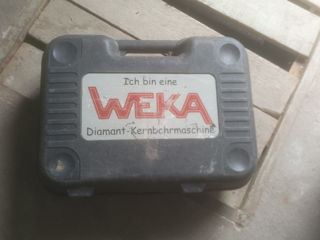 Ich bin eine
WEKA
Diamant-Kernbohrmaschine